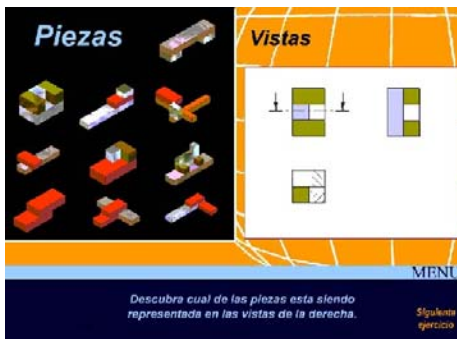 Piezas
Vistas
MENU
Descubra cual de las piezas esta siendo
representada en las vistas de la derecha.
Siguiente
ejercicio